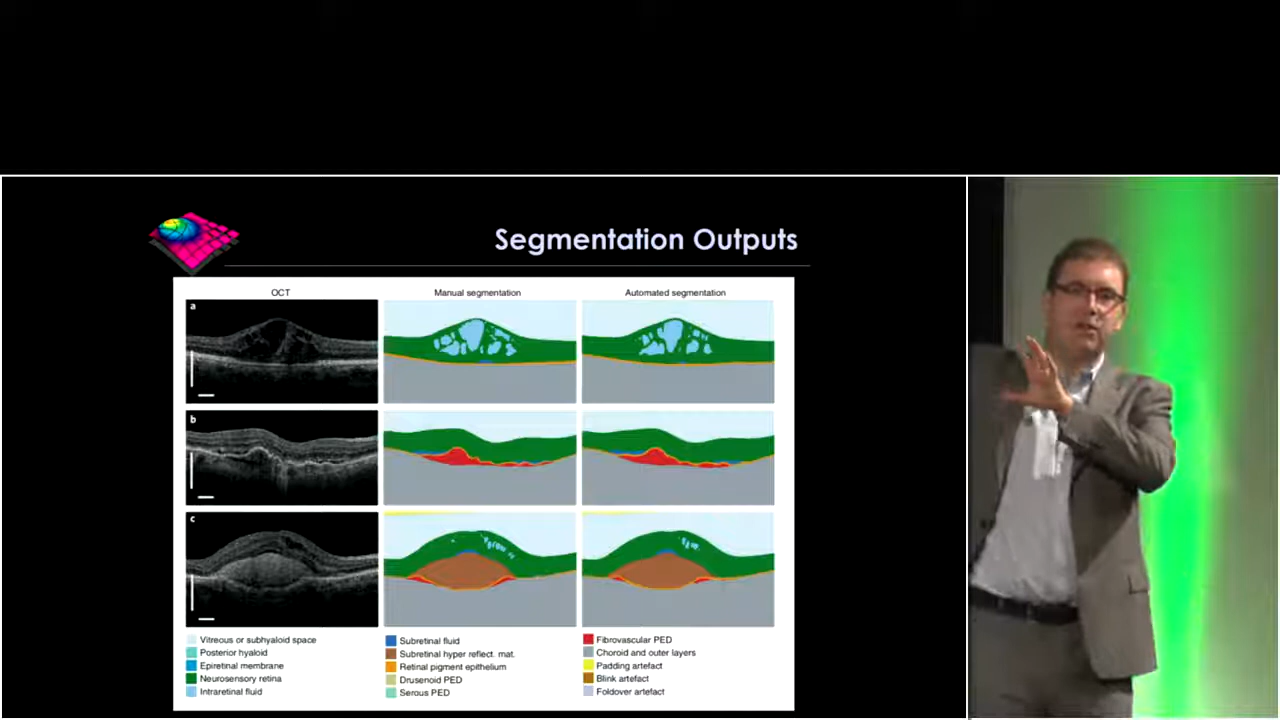 Segmentation Outputs
OCT
Manual segmentation
Automated segmentation
a
b
c
Vitreous or subhyaloid space
Posterior hyaloid
Epiretinal membrane
Neurosensory retina
Intraretinal fluid
Subretinal fluid
Subretinal hyper reflect. mat.
Retinal pigment epithelium
Drusenoid PED
Serous PED
Fibrovascular PED
Choroid and outer layers
Padding artefact
Blink artefact
Foldover artefact